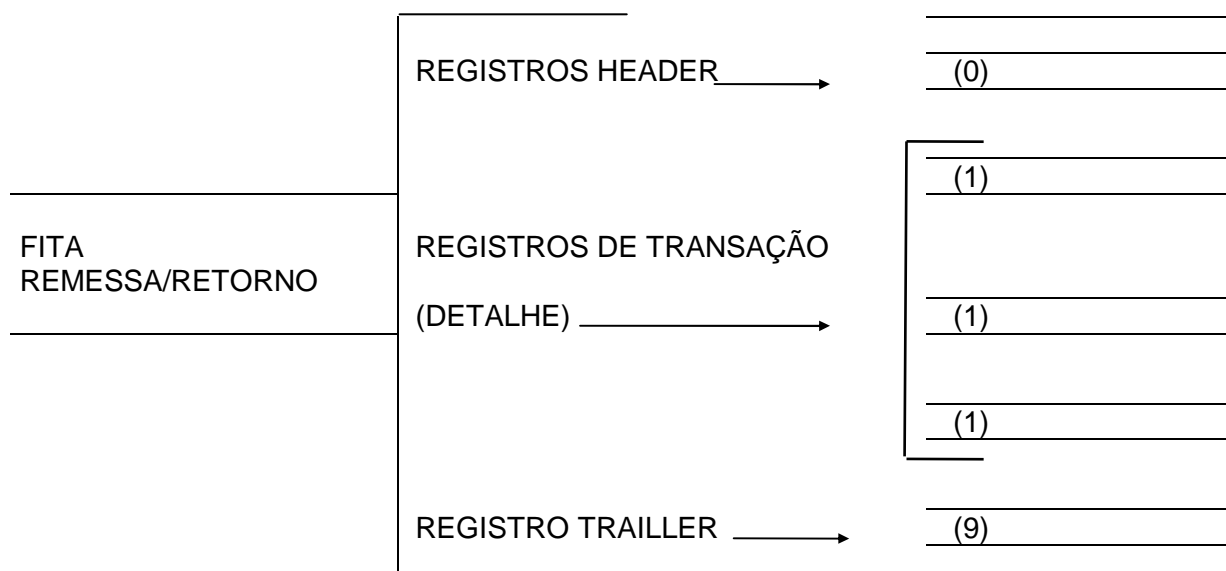 REGISTROS HEADER
(0)
(1)
FITA
REMESSA/RETORNO
REGISTROS DE TRANSAÇÃO
(DETALHE)
(1)
(1)
REGISTRO TRAILLER
(9)